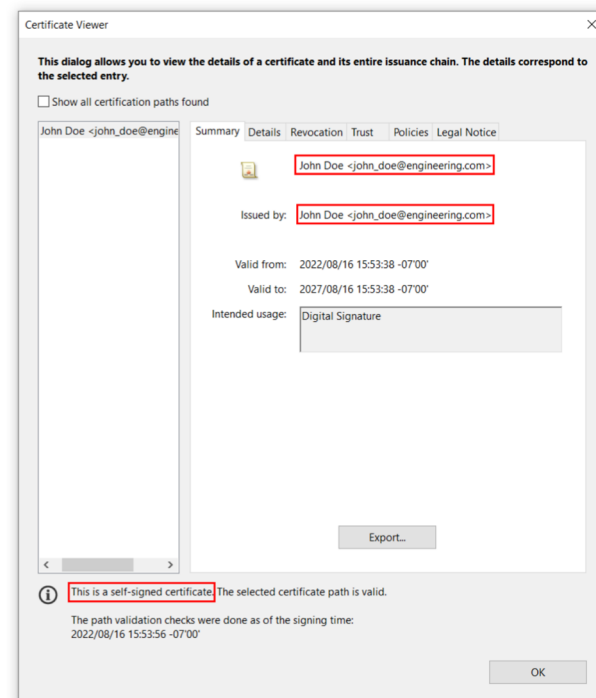 Certificate Viewer
This dialog allows you to view the details of a certificate and its entire issuance chain. The details correspond to
the selected entry.
Show all certification paths found
John Doe <john_doe@engine
Summary Details Revocation Trust Policies Legal Notice
John Doe <john_doe@engineering.com>
Issued by: John Doe <john_doe@engineering.com>
Valid from: 2022/08/16 15:53:38 -07'00'
Valid to: 2027/08/16 15:53:38 -07'00'
Intended usage: Digital Signature
Export...
This is a self-signed certificate. The selected certificate path is valid.
The path validation checks were done as of the signing time:
2022/08/16 15:53:56 -07'00'
OK